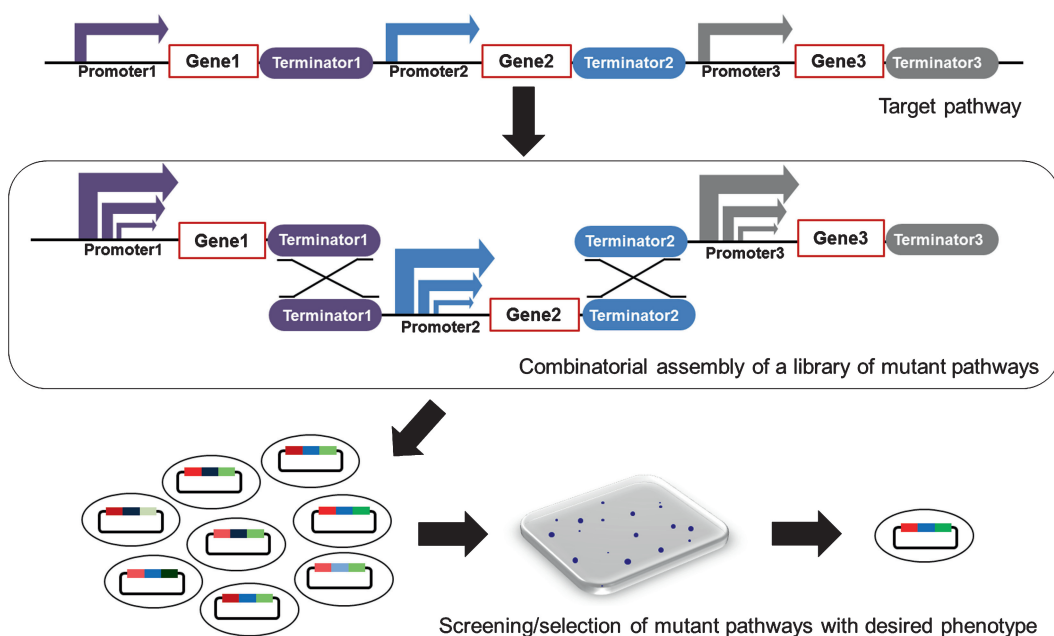 Promoter1 Gene1 Terminator1 Promoter2 Gene2 Terminator2 Promoter3 Gene3 Terminator3
Target pathway
Promoter1 Gene1 Terminator1 Terminator2 Promoter3 Gene3 Terminator3
Terminator1 Promoter2 Gene2 Terminator2
Combinatorial assembly of a library of mutant pathways
Screening/selection of mutant pathways with desired phenotype